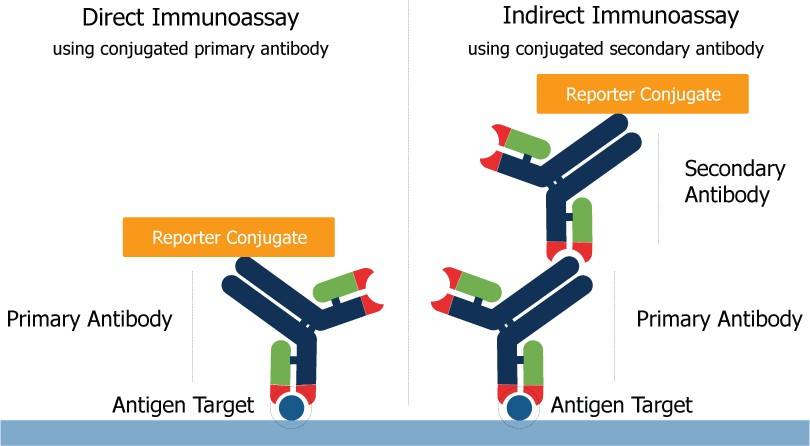 Direct Immunoassay
using conjugated primary antibody
Reporter Conjugate
Primary Antibody
Antigen Target
Indirect Immunoassay
using conjugated secondary antibody
Reporter Conjugate
Secondary
Antibody
Primary Antibody
Antigen Target